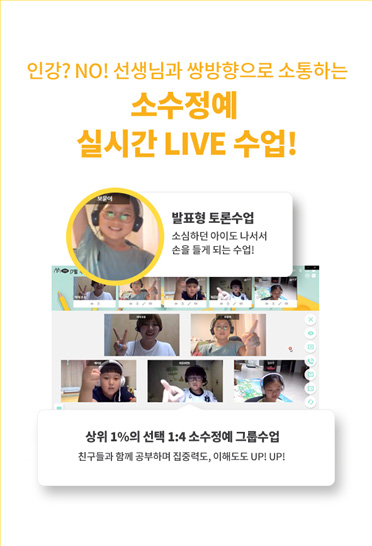 인강? NO! 선생님과 쌍방향으로 소통하는
소수정예
실시간 LIVE 수업!
발표형 토론수업
소심하던 아이도 나서서
손을 들게 되는 수업!
상위 1%의 선택 1:4 소수정예 그룹수업
친구들과 함께 공부하며 집중력도, 이해도도 UP! UP!